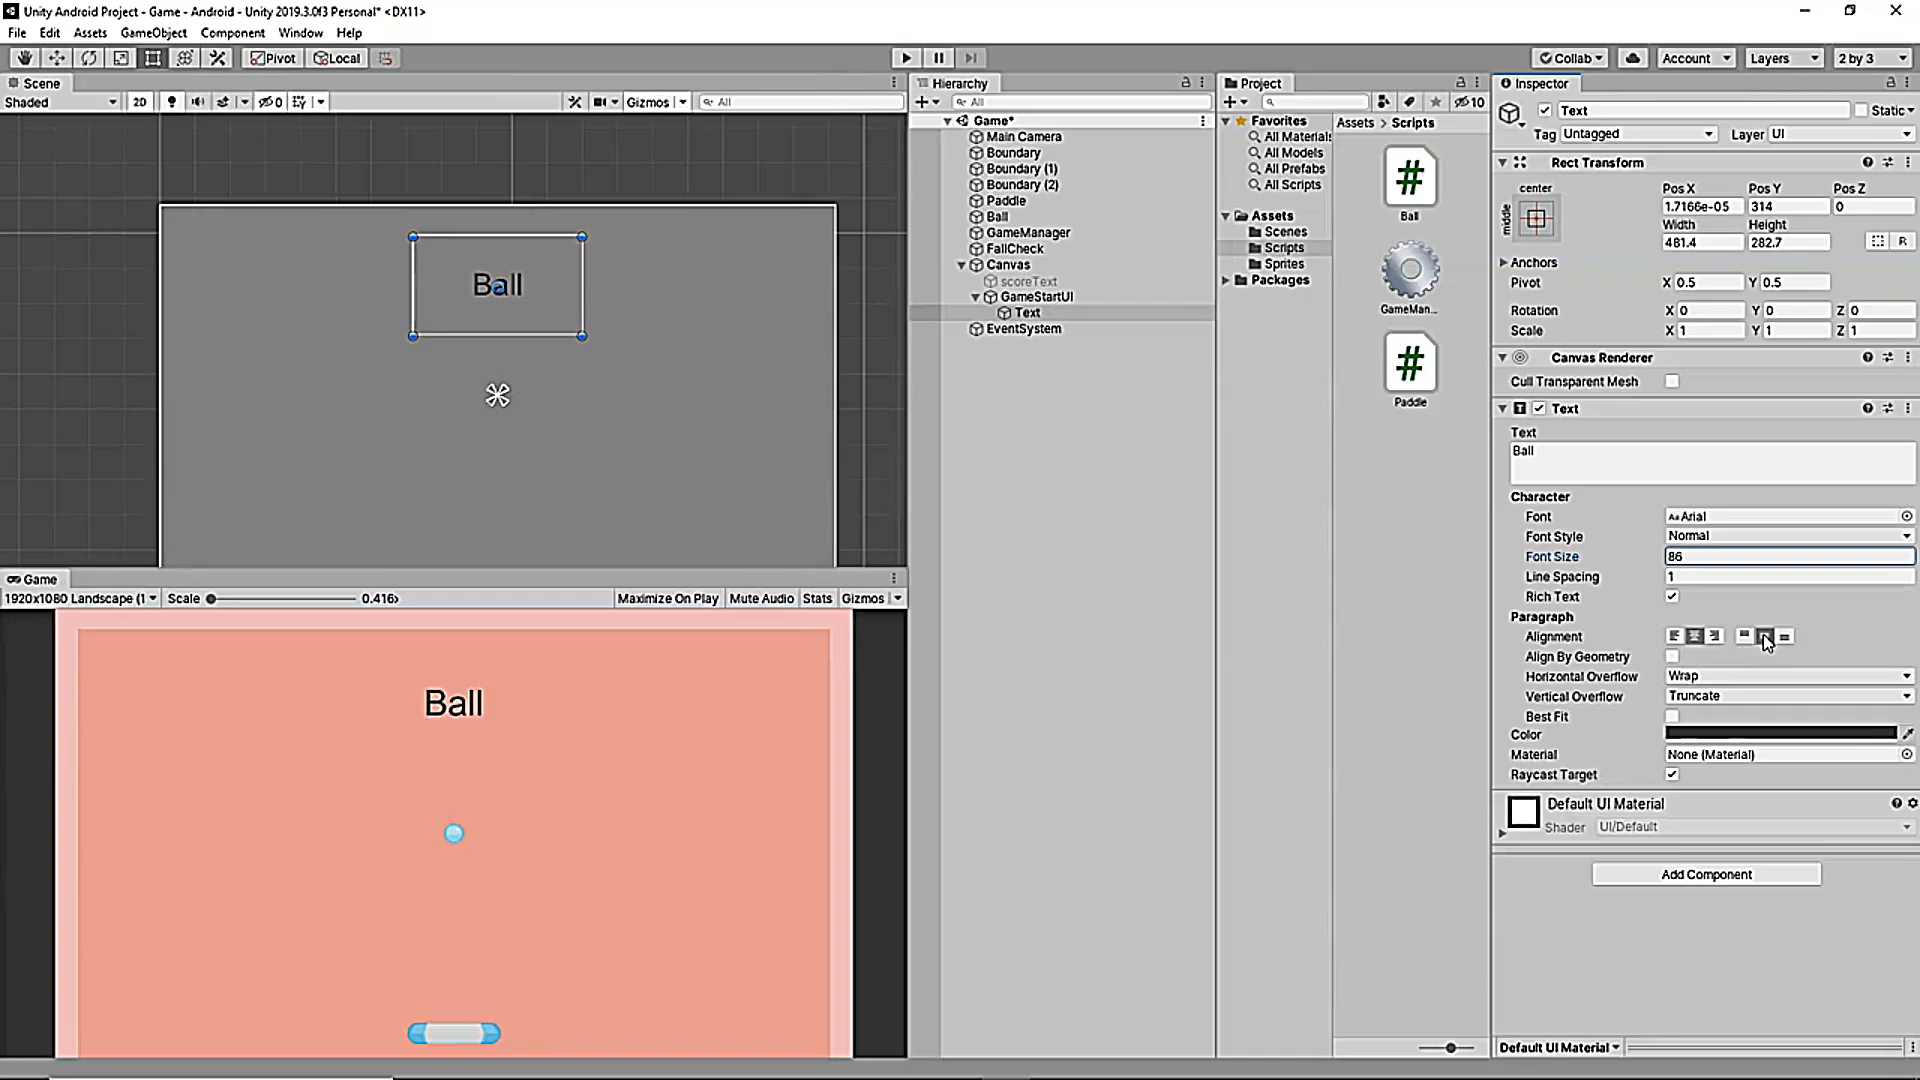 Unity Android Project - Game - Android - Unity 2019.3.0f3 Personal* <DX11>
File Edit Assets GameObject Component Window Help
Pivot Local
Collab Account Layers 2 by 3
Scene
Shaded 2D 0 Gizmos All
Hierarchy
All
Game*
Main Camera
Boundary
Boundary (1)
Boundary (2)
Paddle
Ball
GameManager
FallCheck
Canvas
scoreText
GameStartUI
Text
EventSystem
Project
10
Favorites
All Materials
All Models
All Prefabs
All Scripts
Assets
Scenes
Scripts
Sprites
Packages
Assets > Scripts
Ball
GameMan...
Paddle
Inspector
Text Static
Tag Untagged Layer UI
Rect Transform
center
middle
Pos X Pos Y Pos Z
1.7166e-05 314 0
Width Height
481.4 282.7 R
Anchors
Pivot X 0.5 Y 0.5
Rotation X 0 Y 0 Z 0
Scale X 1 Y 1 Z 1
Canvas Renderer
Cull Transparent Mesh
Text
Text
Ball
Character
Font Arial
Font Style Normal
Font Size 86
Line Spacing 1
Rich Text
Paragraph
Alignment
Align By Geometry
Horizontal Overflow Wrap
Vertical Overflow Truncate
Best Fit
Color
Material None (Material)
Raycast Target
Default UI Material
Shader UI/Default
Add Component
Default UI Material
Ball
Game
1920x1080 Landscape (1 Scale 0.416x Maximize On Play Mute Audio Stats Gizmos
Ball